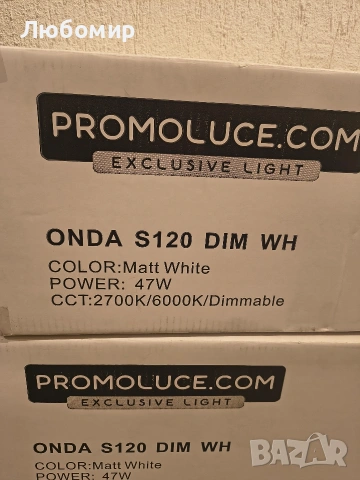 Любомир
PROMOLUCE.COM
EXCLUSIVE LIGHT
ONDA S120 DIM WH
COLOR:Matt White
POWER: 47W
CCT:2700K/6000K/Dimmable
PROMOLUCE.COM
EXCLUSIVE LIGHT
ONDA S120 DIM WH
COLOR:Matt White
POWER: 47W
BAZAR